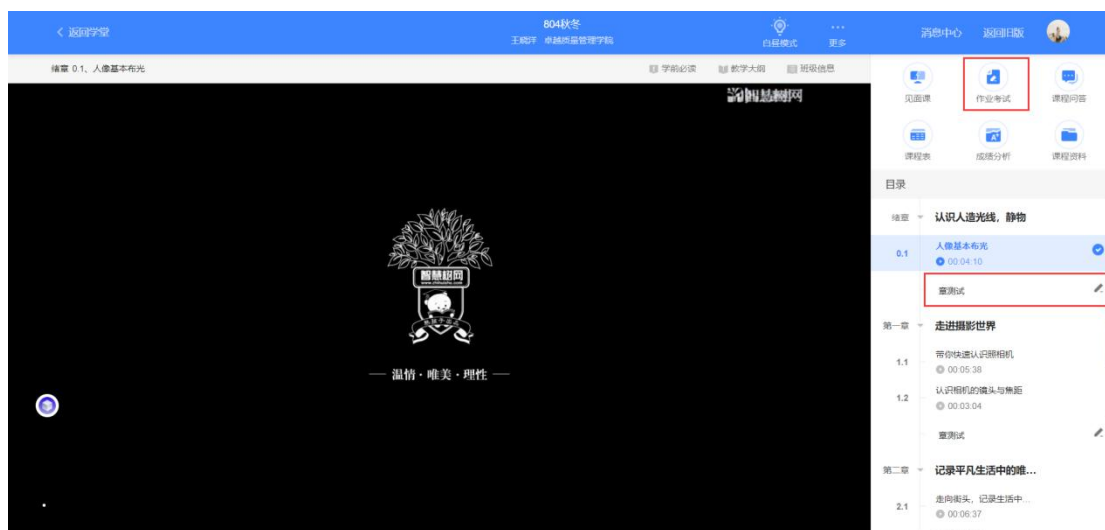 < 返回学堂
804秋冬
王晓洋 卓越质量管理学院
白昼模式
更多
消息中心
返回旧版
绪章 0.1、人像基本布光
学前必读
教学大纲
班级信息
智慧树网
智慧树网
www.zhihuishu.com
— 温情 · 唯美 · 理性 —
见面课
作业考试
课程问答
课程表
成绩分析
课程资料
目录
绪章 认识人造光线，静物
0.1 人像基本布光
00:04:10
章测试
第一章 走进摄影世界
1.1 带你快速认识照相机
00:05:38
1.2 认识相机的镜头与焦距
00:03:04
章测试
第二章 记录平凡生活中的唯...
2.1 走向街头，记录生活中...
00:06:37